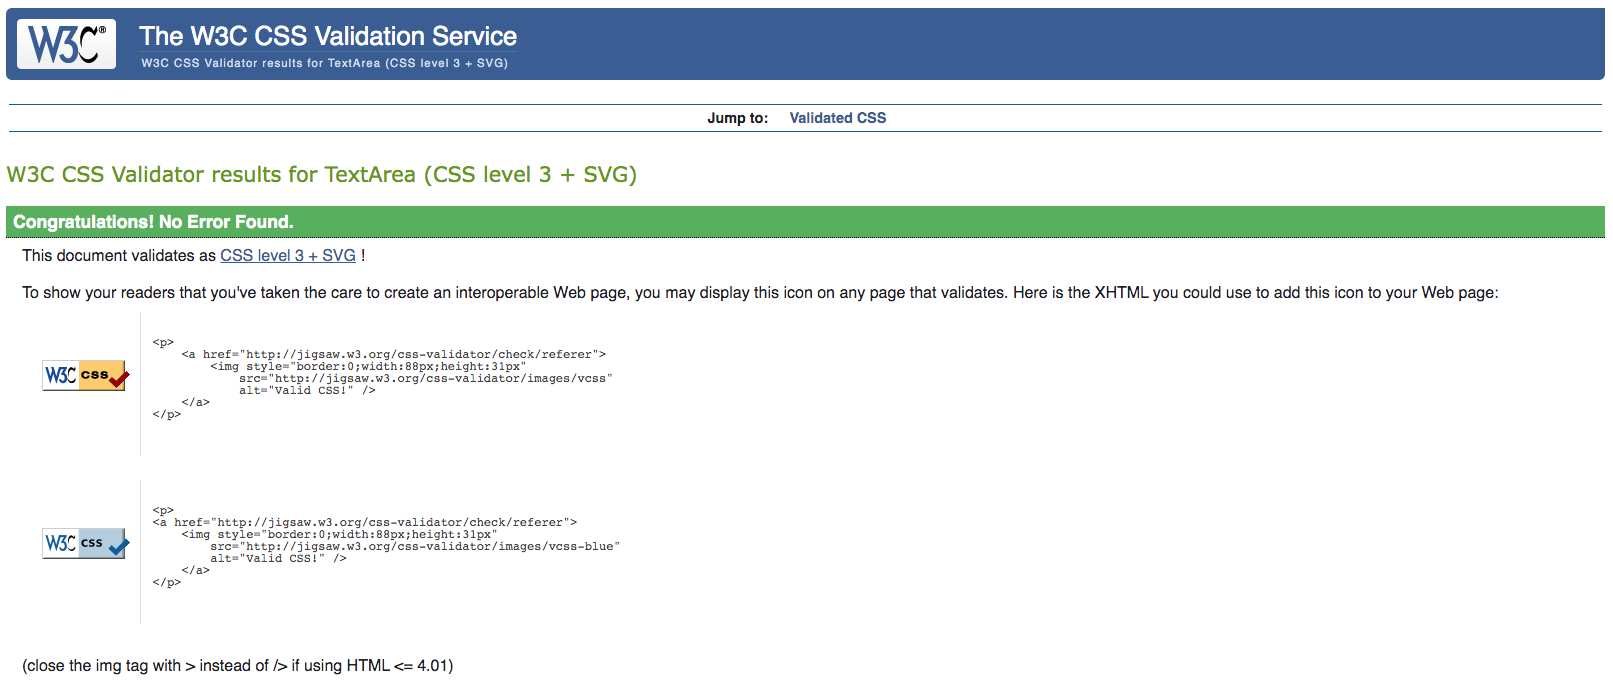 W3C® The W3C CSS Validation Service
W3C CSS Validator results for TextArea (CSS level 3 + SVG)
Jump to: Validated CSS
W3C CSS Validator results for TextArea (CSS level 3 + SVG)
Congratulations! No Error Found.
This document validates as CSS level 3 + SVG !
To show your readers that you've taken the care to create an interoperable Web page, you may display this icon on any page that validates. Here is the XHTML you could use to add this icon to your Web page:
W3C css
<p>
    <a href="http://jigsaw.w3.org/css-validator/check/referer">
        <img style="border:0;width:88px;height:31px"
            src="http://jigsaw.w3.org/css-validator/images/vcss"
            alt="Valid CSS!" />
    </a>
</p>
W3C css
<p>
<a href="http://jigsaw.w3.org/css-validator/check/referer">
    <img style="border:0;width:88px;height:31px"
        src="http://jigsaw.w3.org/css-validator/images/vcss-blue"
        alt="Valid CSS!" />
    </a>
</p>
(close the img tag with > instead of /> if using HTML <= 4.01)